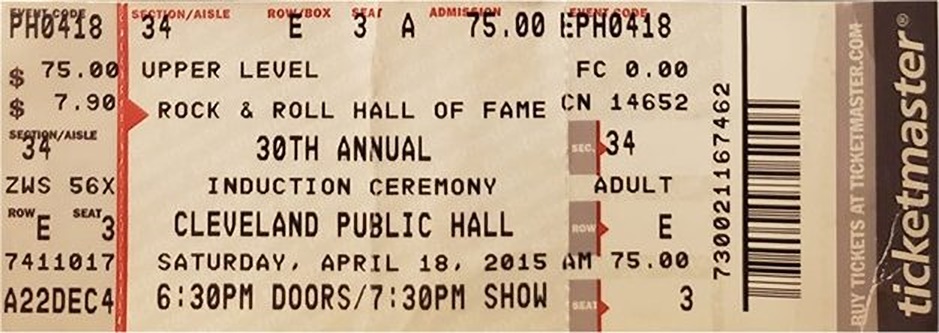 EVENT CODE SECTION/AISLE ROW/BOX SEAT ADMISSION EVENT CODE
PH0418 34 E 3 A 75.00 EPH0418
$ 75.00 UPPER LEVEL FC 0.00
$ 7.90 ROCK & ROLL HALL OF FAME CN 14652
SECTION/AISLE
34 30TH ANNUAL SEC. 34
ZWS 56X INDUCTION CEREMONY ADULT
ROW SEAT
E 3 CLEVELAND PUBLIC HALL ROW E
7411017 SATURDAY, APRIL 18, 2015 AM 75.00
A22DEC4 6:30PM DOORS/7:30PM SHOW SEAT 3
730021167462
BUY TICKETS AT TICKETMASTER.COM
ticketmaster®